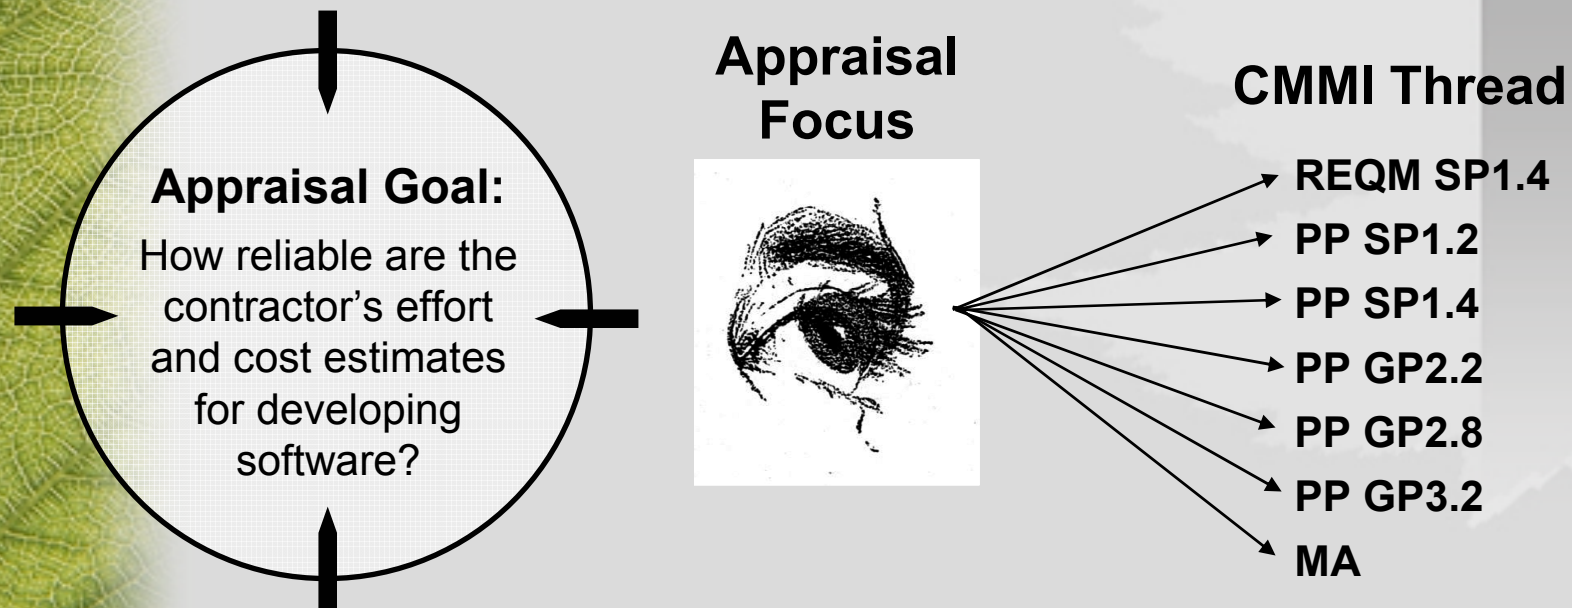 Appraisal Goal:
How reliable are the
contractor’s effort
and cost estimates
for developing
software?
Appraisal
Focus
CMMI Thread
REQM SP1.4
PP SP1.2
PP SP1.4
PP GP2.2
PP GP2.8
PP GP3.2
MA